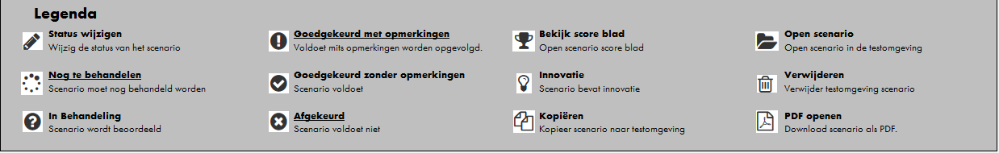 Legenda
Status wijzigen
Wijzig de status van het scenario
Nog te behandelen
Scenario moet nog behandeld worden
In Behandeling
Scenario wordt beoordeeld
Goedgekeurd met opmerkingen
Voldoet mits opmerkingen worden opgevolgd.
Goedgekeurd zonder opmerkingen
Scenario voldoet
Afgekeurd
Scenario voldoet niet
Bekijk score blad
Open scenario score blad
Innovatie
Scenario bevat innovatie
Kopiëren
Kopieer scenario naar testomgeving
Open scenario
Open scenario in de testomgeving
Verwijderen
Verwijder testomgeving scenario
PDF openen
Download scenario als PDF.